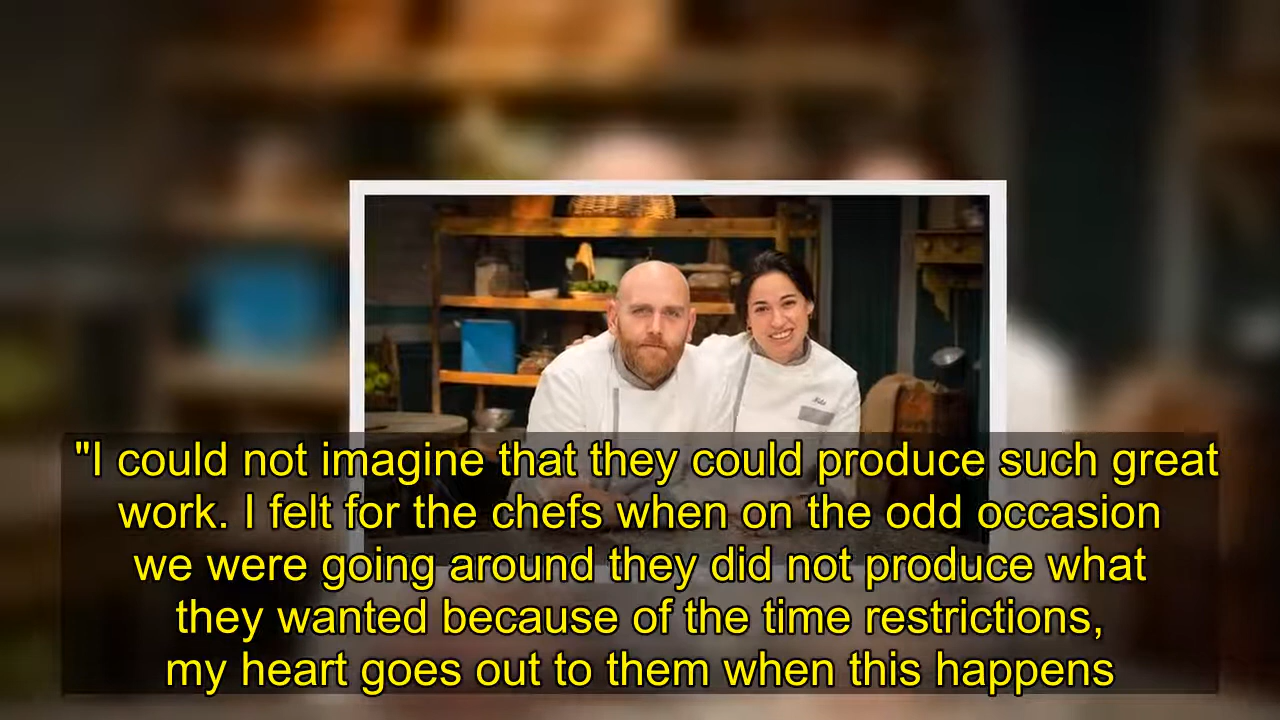 "I could not imagine that they could produce such great
work. I felt for the chefs when on the odd occasion
we were going around they did not produce what
they wanted because of the time restrictions,
my heart goes out to them when this happens